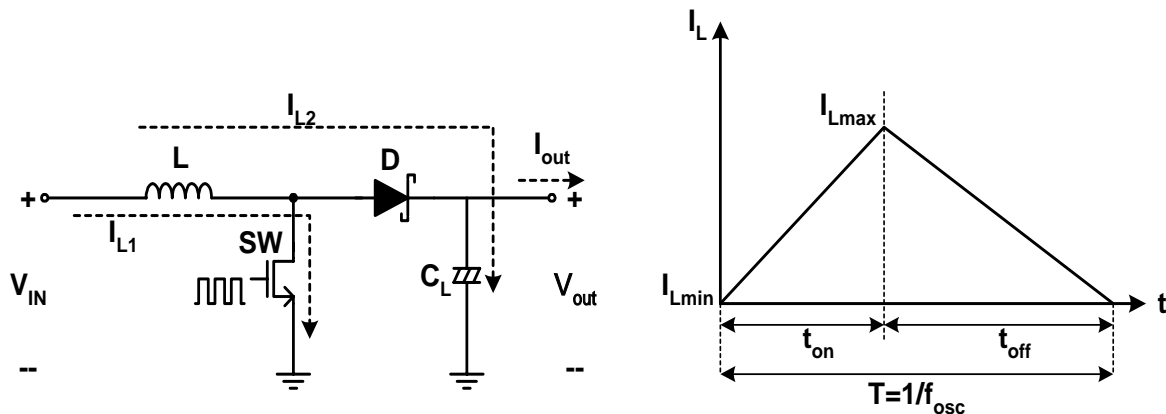 I_L2
I_out
L
D
+
+
I_L1
SW
C_L
V_IN
V_out
--
--
I_L
I_Lmax
I_Lmin
t
t_on
t_off
T=1/f_osc